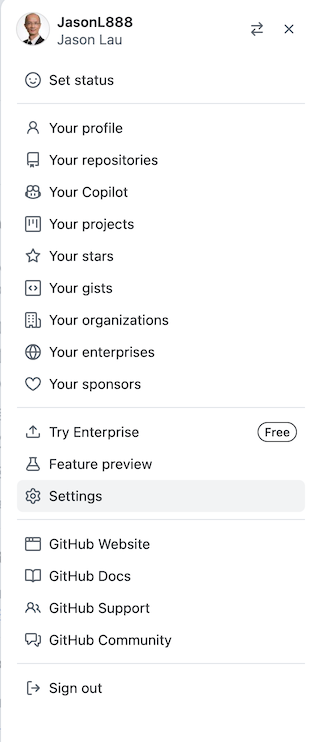 JasonL888
Jason Lau
Set status
Your profile
Your repositories
Your Copilot
Your projects
Your stars
Your gists
Your organizations
Your enterprises
Your sponsors
Try Enterprise Free
Feature preview
Settings
GitHub Website
GitHub Docs
GitHub Support
GitHub Community
Sign out